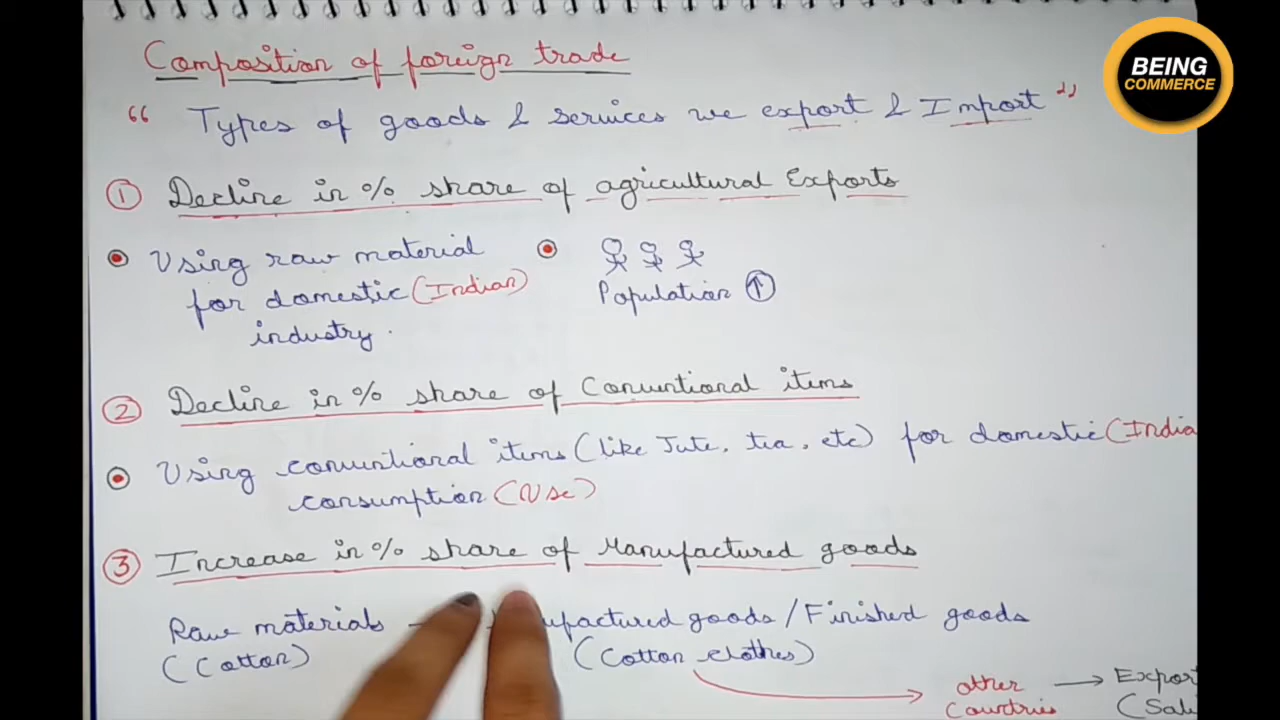 BEING
COMMERCE
Composition of foreign trade
“ Types of goods & services we export & Import ”
① Decline in % share of agricultural Exports
Using raw material
for domestic (Indian)
industry.
Population ↑
② Decline in % share of Conventional items
Using conventional items (like Jute, tea, etc) for domestic (India
consumption (Use)
③ Increase in % share of Manufactured goods
Raw materials → goods / Finished goods
(Cotton) (Cotton clothes)
other → Export
Countries (Sale